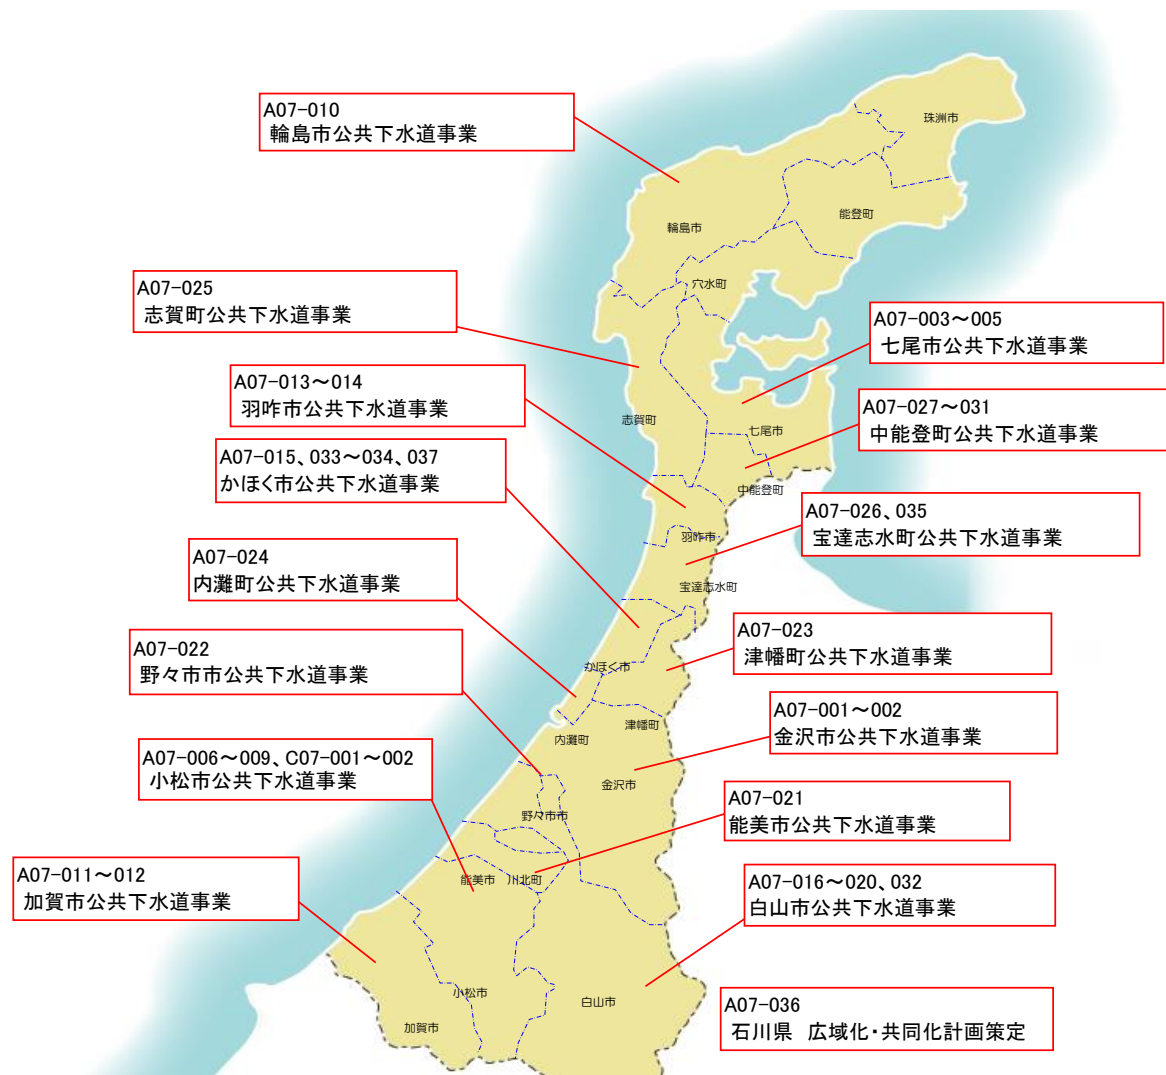 A07-010
輪島市公共下水道事業
珠洲市
能登町
輪島市
穴水町
A07-025
志賀町公共下水道事業
A07-003～005
七尾市公共下水道事業
A07-013～014
羽咋市公共下水道事業
志賀町
七尾市
A07-027～031
中能登町公共下水道事業
A07-015、033～034、037
かほく市公共下水道事業
中能登町
A07-026、035
宝達志水町公共下水道事業
羽咋市
A07-024
内灘町公共下水道事業
宝達志水町
A07-023
津幡町公共下水道事業
A07-022
野々市市公共下水道事業
かほく市
A07-001～002
金沢市公共下水道事業
津幡町
内灘町
A07-006～009、C07-001～002
小松市公共下水道事業
金沢市
A07-021
能美市公共下水道事業
野々市市
A07-011～012
加賀市公共下水道事業
能美市
川北町
A07-016～020、032
白山市公共下水道事業
小松市
白山市
加賀市
A07-036
石川県　広域化・共同化計画策定